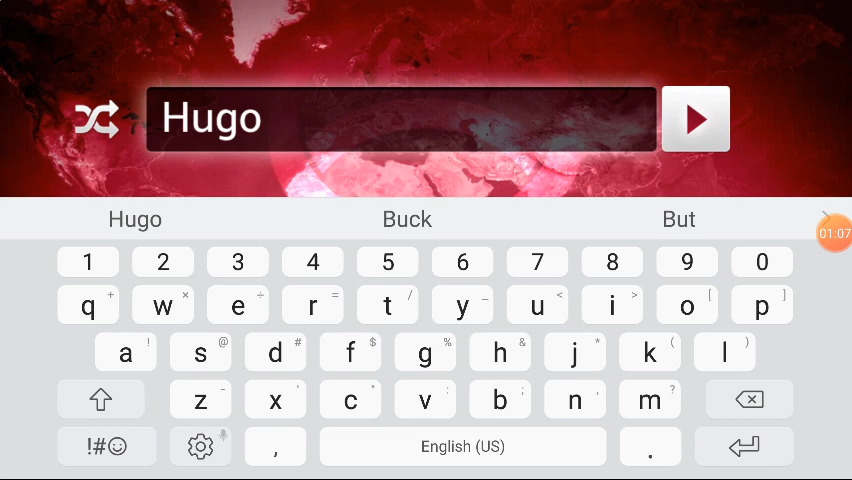 Hugo
Hugo Buck But
01:07
1 2 3 4 5 6 7 8 9 0
q + w × e ÷ r = t / y _ u < i > o [ p ]
a ! s @ d # f $ g % h & j * k ( l )
z - x ' c " v : b ; n , m ?
!#☺ , English (US) .